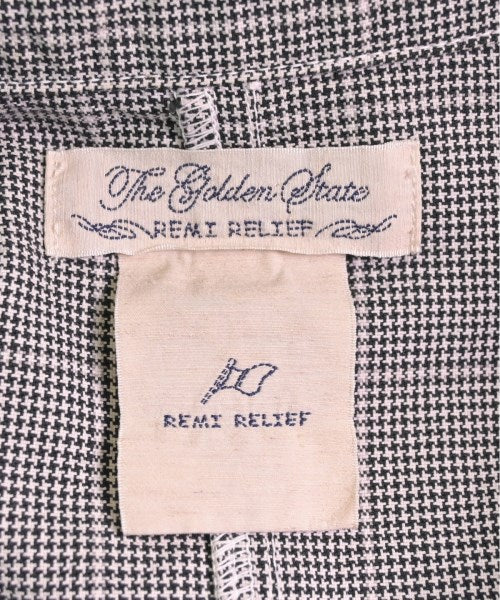 The Golden State
REMI RELIEF
REMI RELIEF